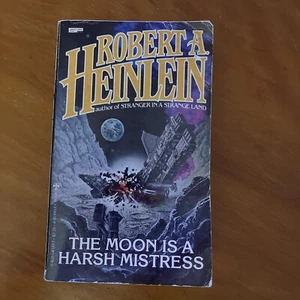 ROBERT A.
HEINLEIN
author of STRANGER IN A STRANGE LAND
THE MOON IS A
HARSH MISTRESS